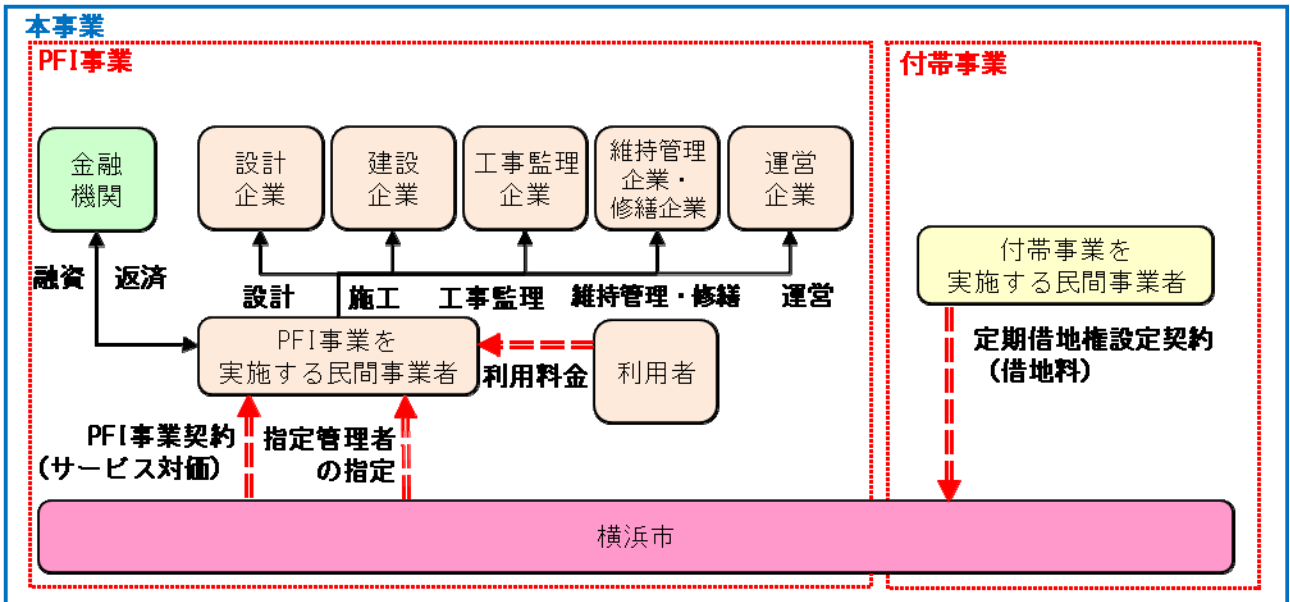 本事業
PFI事業
付帯事業
金融
機関
設計
企業
建設
企業
工事監理
企業
維持管理
企業・
修繕企業
運営
企業
付帯事業を
実施する民間事業者
融資
返済
設計
施工
工事監理
維持管理・修繕
運営
PFI事業を
実施する民間事業者
利用料金
利用者
定期借地権設定契約
(借地料)
PFI事業契約
(サービス対価)
指定管理者
の指定
横浜市